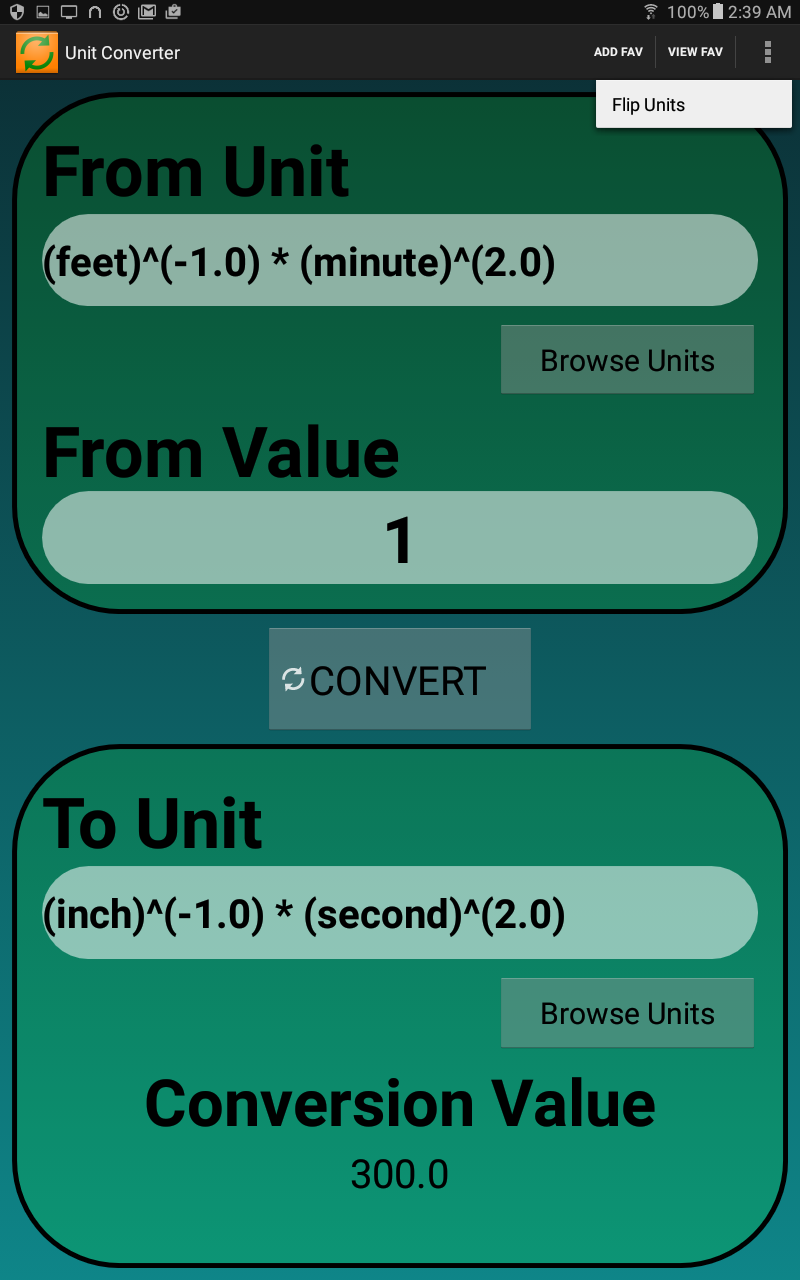 100% 2:39 AM
Unit Converter ADD FAV VIEW FAV
Flip Units
From Unit
(feet)^(-1.0) * (minute)^(2.0)
Browse Units
From Value
1
CONVERT
To Unit
(inch)^(-1.0) * (second)^(2.0)
Browse Units
Conversion Value
300.0